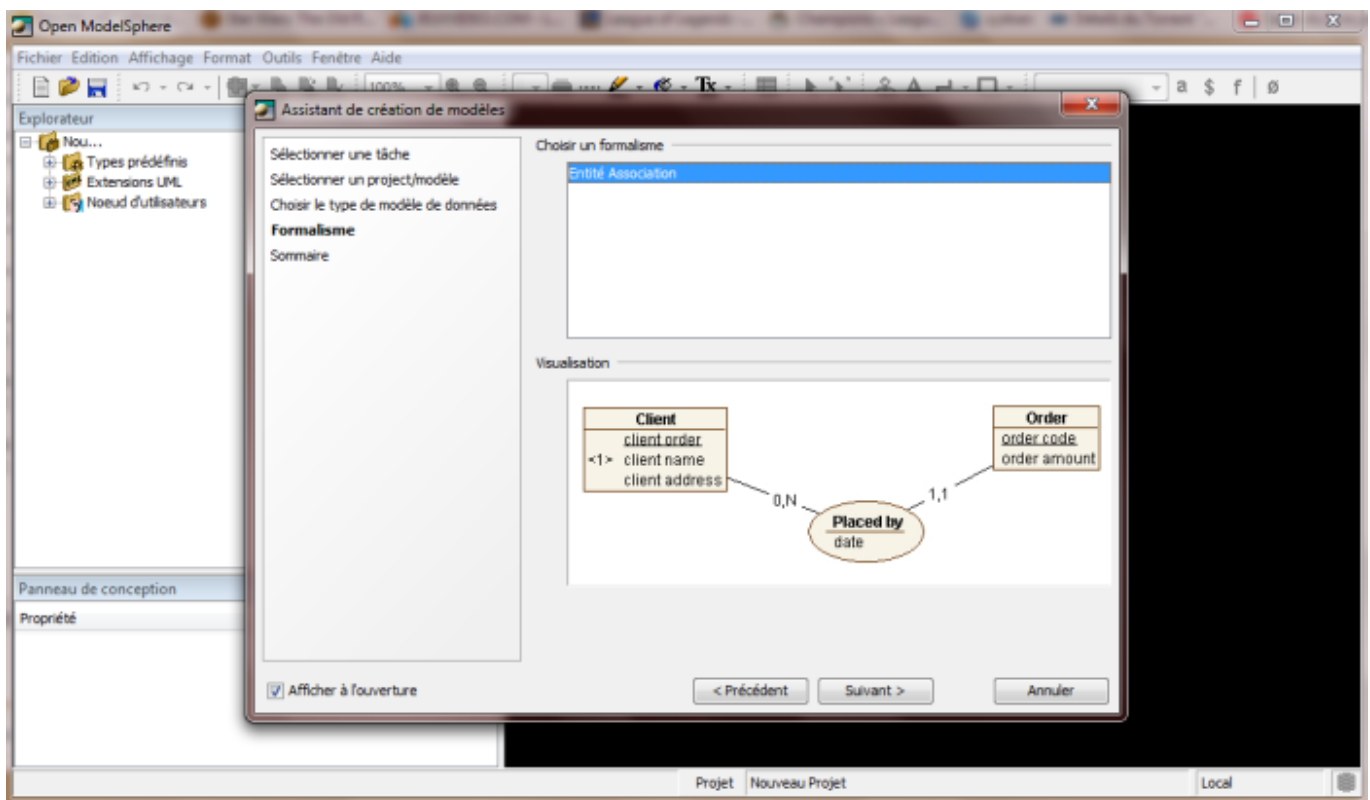 Open ModelSphere
Fichier Edition Affichage Format Outils Fenêtre Aide
100%
Tx
A
a $ f ø
Explorateur
Nou...
Types prédéfinis
Extensions UML
Noeud d'utilisateurs
Assistant de création de modèles
Sélectionner une tâche
Sélectionner un project/modèle
Choisir le type de modèle de données
Formalisme
Sommaire
Choisir un formalisme
Entité Association
Visualisation
Client
client order
<1> client name
client address
Order
order code
order amount
0,N
1,1
Placed by
date
Panneau de conception
Propriété
Afficher à l'ouverture
< Précédent
Suivant >
Annuler
Projet Nouveau Projet
Local